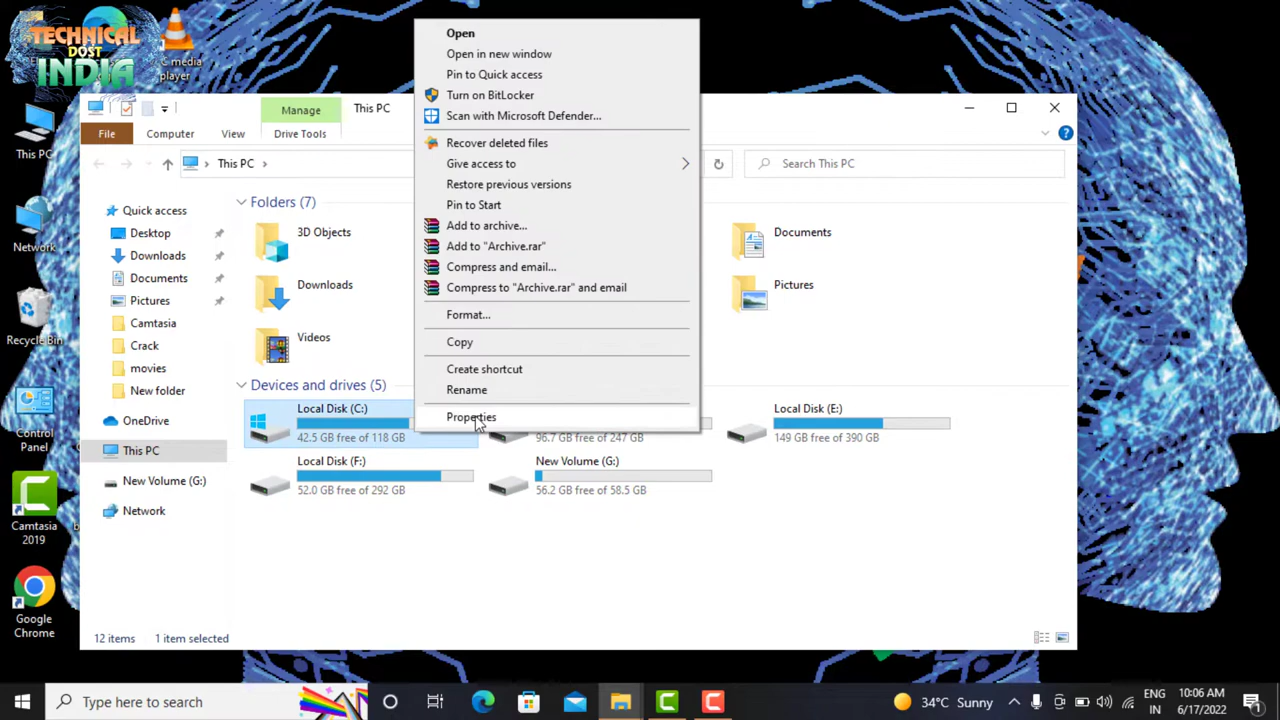 TECHNICAL
DOST
INDIA
media
player
This PC
Network
Recycle Bin
Control
Panel
Camtasia
2019
Google
Chrome
Manage
This PC
File
Computer
View
Drive Tools
This PC
Search This PC
Quick access
Desktop
Downloads
Documents
Pictures
Camtasia
Crack
movies
New folder
OneDrive
This PC
New Volume (G:)
Network
Folders (7)
3D Objects
Documents
Downloads
Pictures
Videos
Devices and drives (5)
Local Disk (C:)
42.5 GB free of 118 GB
96.7 GB free of 247 GB
Local Disk (E:)
149 GB free of 390 GB
Local Disk (F:)
52.0 GB free of 292 GB
New Volume (G:)
56.2 GB free of 58.5 GB
12 items
1 item selected
Open
Open in new window
Pin to Quick access
Turn on BitLocker
Scan with Microsoft Defender...
Recover deleted files
Give access to
Restore previous versions
Pin to Start
Add to archive...
Add to "Archive.rar"
Compress and email...
Compress to "Archive.rar" and email
Format...
Copy
Create shortcut
Rename
Properties
Type here to search
34°C Sunny
ENG
IN
10:06 AM
6/17/2022
1